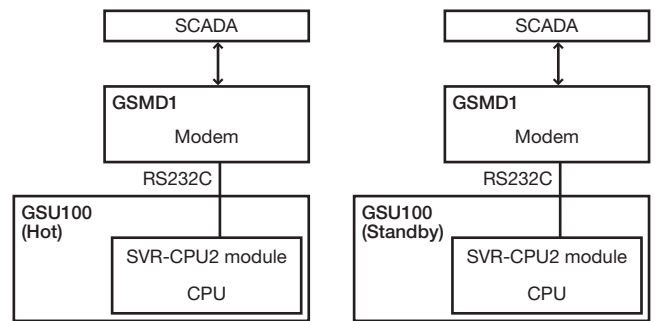 SCADA
GSMD1
Modem
RS232C
GSU100
(Hot)
SVR-CPU2 module
CPU
SCADA
GSMD1
Modem
RS232C
GSU100
(Standby)
SVR-CPU2 module
CPU